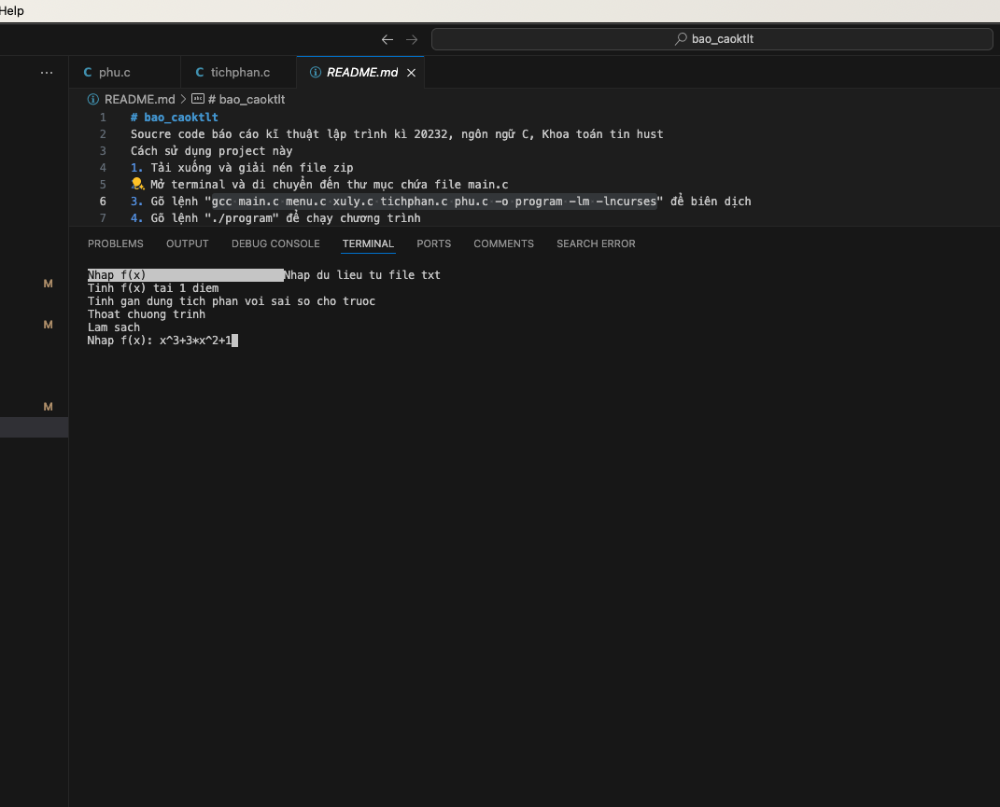 Help
bao_caoktlt
phu.c tichphan.c README.md
README.md # bao_caoktlt
1 # bao_caoktlt
2 Soucre code báo cáo kĩ thuật lập trình kì 20232, ngôn ngữ C, Khoa toán tin hust
3 Cách sử dụng project này
4 1. Tải xuống và giải nén file zip
5 Mở terminal và di chuyển đến thư mục chứa file main.c
6 3. Gõ lệnh "gcc main.c menu.c xuly.c tichphan.c phu.c -o program -lm -lncurses" để biên dịch
7 4. Gõ lệnh "./program" để chạy chương trình
PROBLEMS OUTPUT DEBUG CONSOLE TERMINAL PORTS COMMENTS SEARCH ERROR
Nhap f(x) Nhap du lieu tu file txt
Tinh f(x) tai 1 diem
Tinh gan dung tich phan voi sai so cho truoc
Thoat chuong trinh
Lam sach
Nhap f(x): x^3+3*x^2+1
M
M
M